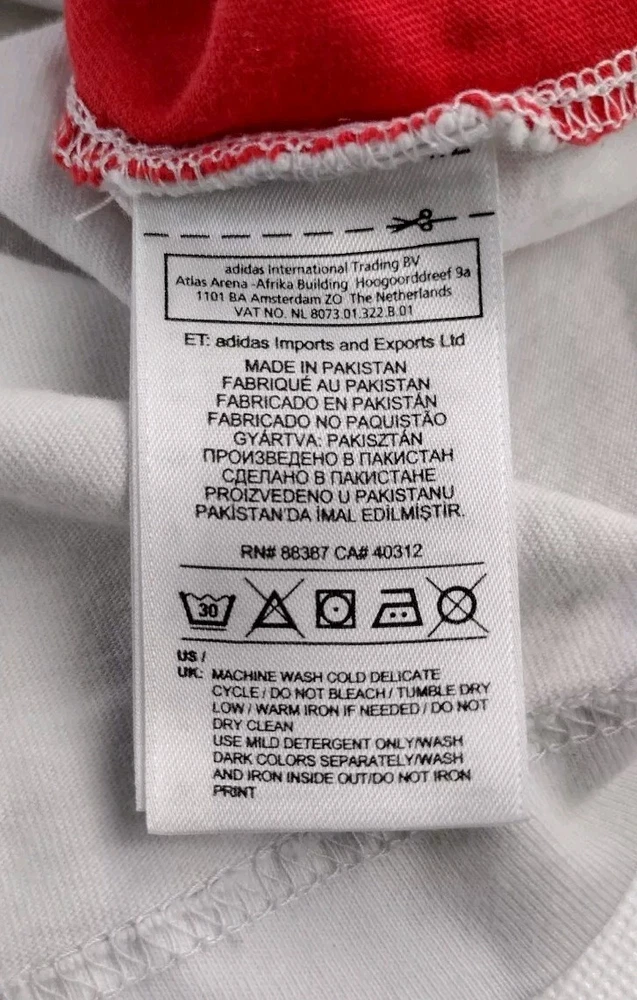 adidas International Trading BV
Atlas Arena -Afrika Building Hoogoorddreef 9a
1101 BA Amsterdam ZO The Netherlands
VAT NO. NL 8073.01.322.B.01
ET: adidas Imports and Exports Ltd
MADE IN PAKISTAN
FABRIQUÉ AU PAKISTAN
FABRICADO EN PAKISTÁN
FABRICADO NO PAQUISTÃO
GYÁRTVA: PAKISZTÁN
ПРОИЗВЕДЕНО В ПАКИСТАН
СДЕЛАНО В ПАКИСТАНЕ
PROIZVEDENO U PAKISTANU
PAKİSTAN'DA İMAL EDİLMİŞTİR.
RN# 88387 CA# 40312
30
US /
UK: MACHINE WASH COLD DELICATE
CYCLE / DO NOT BLEACH / TUMBLE DRY
LOW / WARM IRON IF NEEDED / DO NOT
DRY CLEAN
USE MILD DETERGENT ONLY/WASH
DARK COLORS SEPARATELY/WASH
AND IRON INSIDE OUT/DO NOT IRON
PRINT